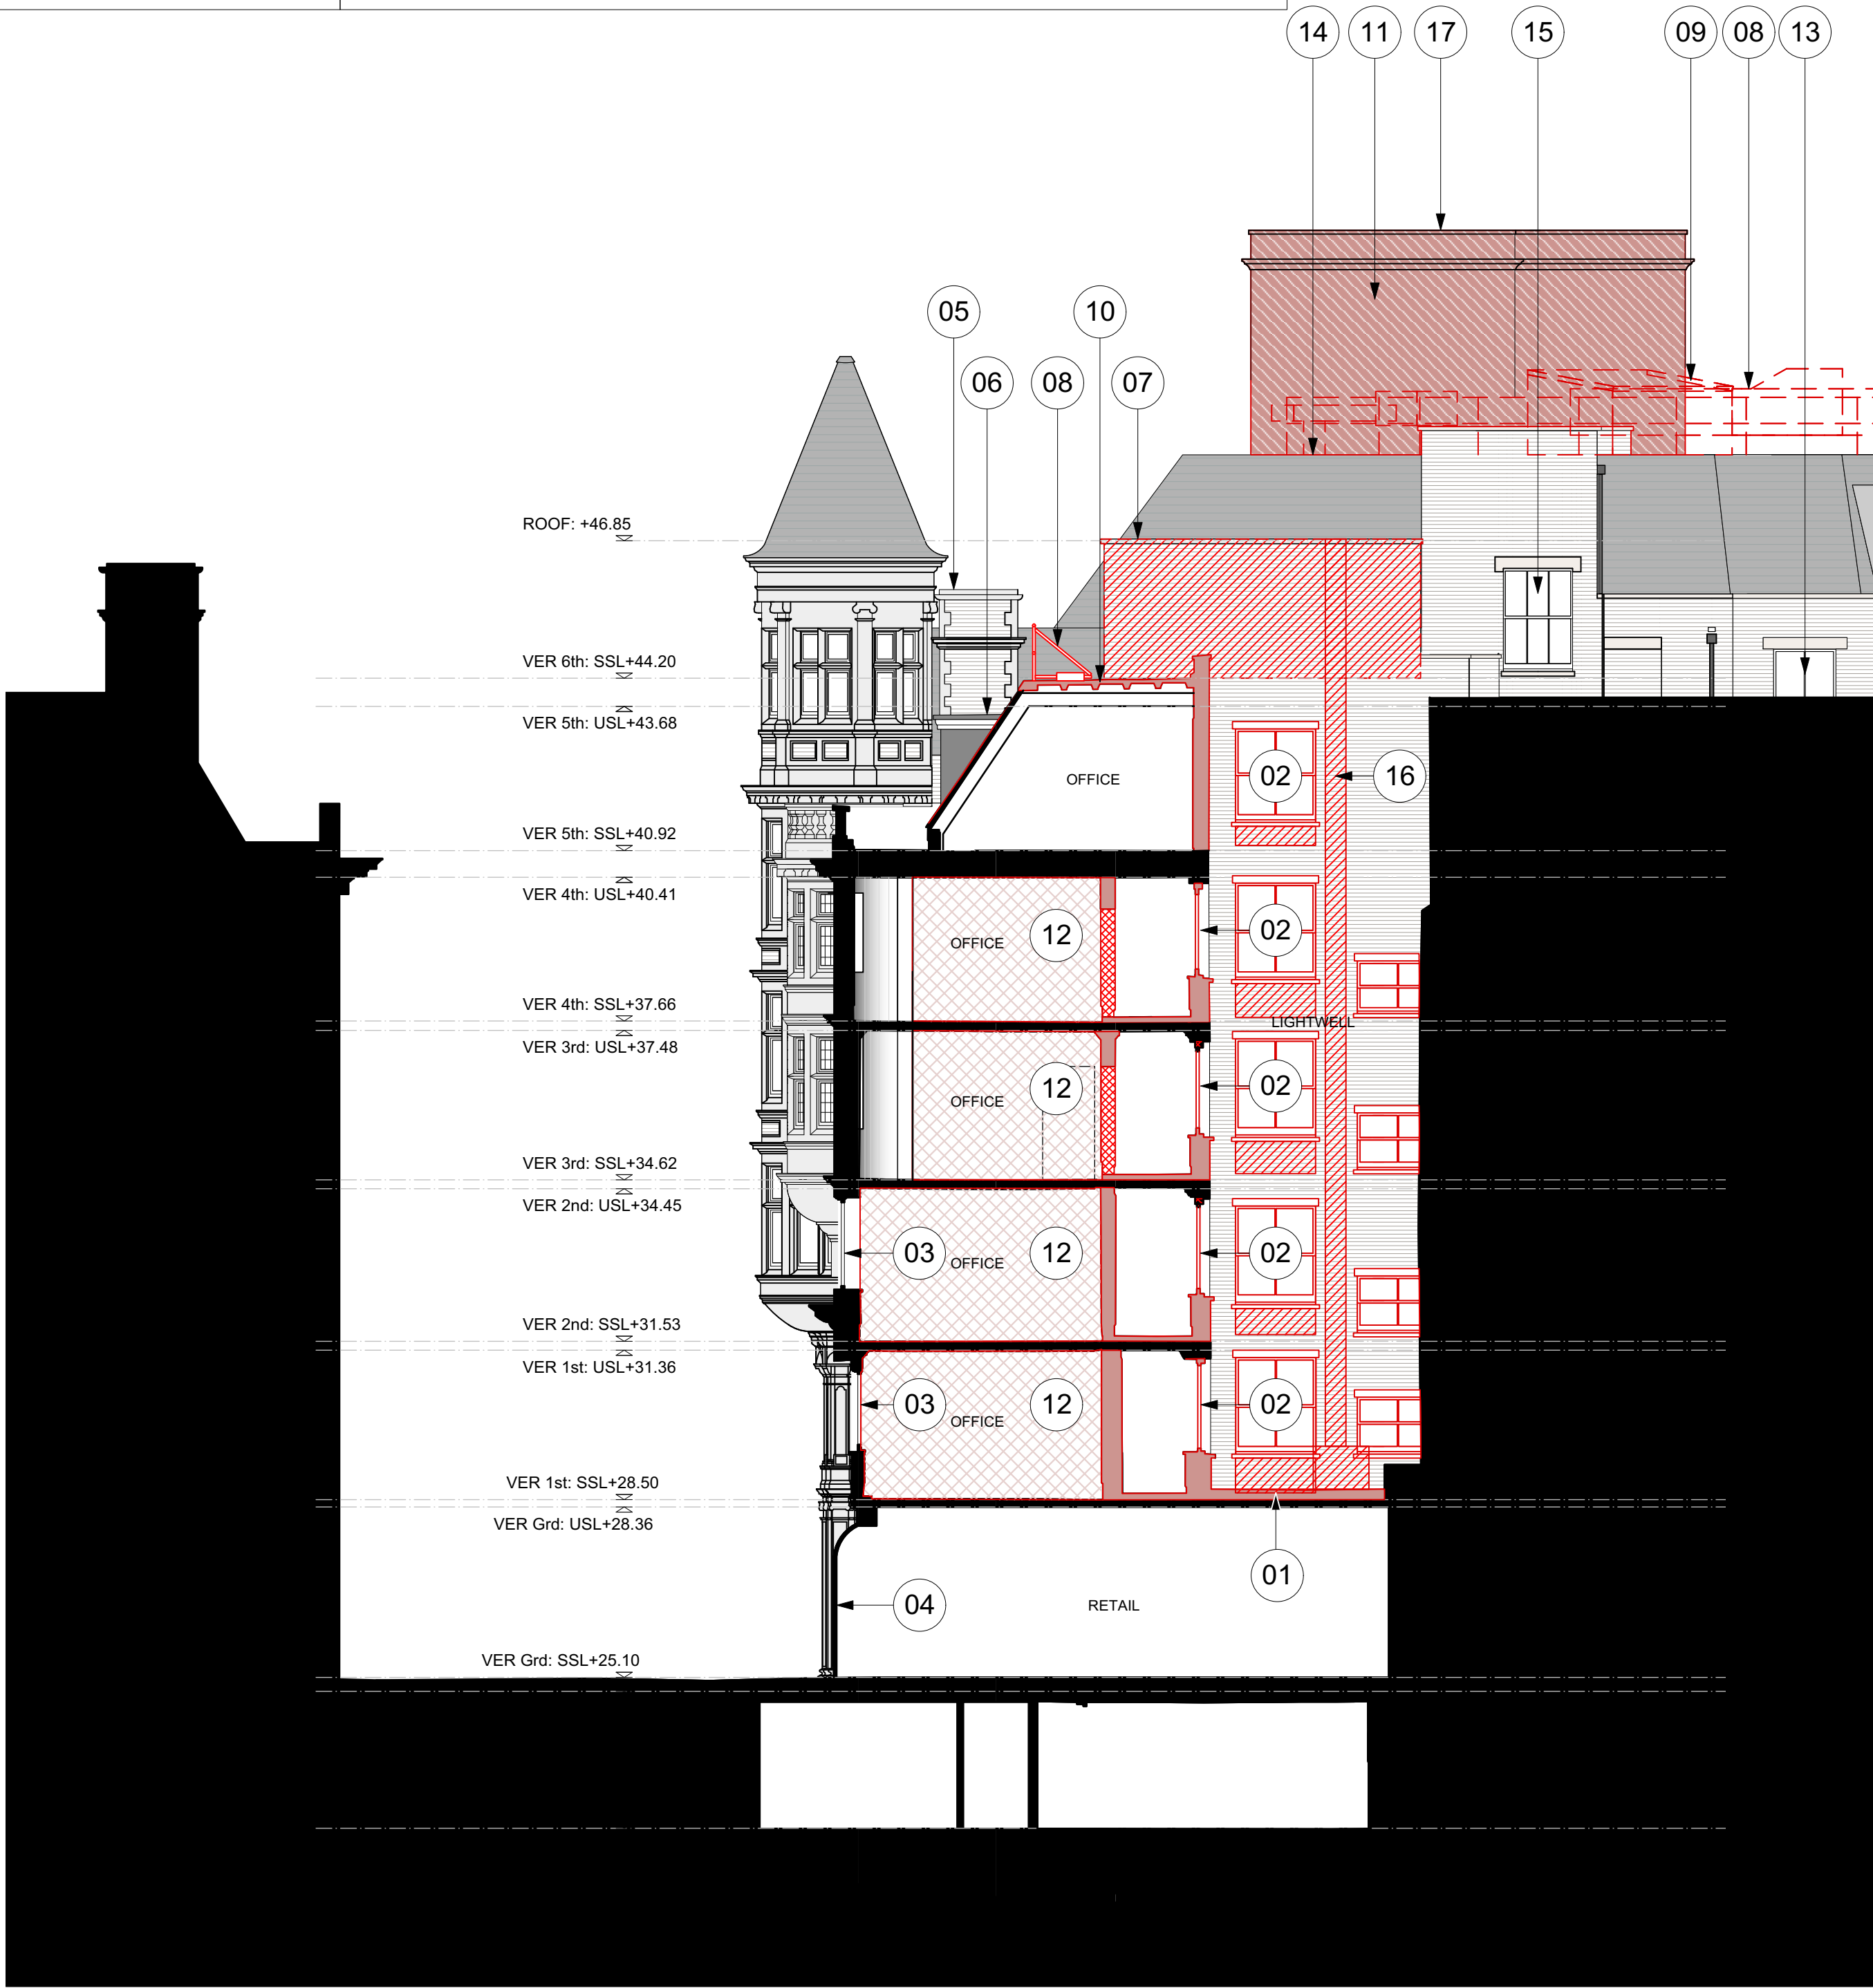 14 11 17 15 09 08 13
05 10
06 08 07
ROOF: +46.85
VER 6th: SSL+44.20
VER 5th: USL+43.68
OFFICE 02 16
VER 5th: SSL+40.92
VER 4th: USL+40.41
OFFICE 12 02
VER 4th: SSL+37.66
LIGHTWELL
VER 3rd: USL+37.48
OFFICE 12 02
VER 3rd: SSL+34.62
VER 2nd: USL+34.45
03 OFFICE 12 02
VER 2nd: SSL+31.53
VER 1st: USL+31.36
03 OFFICE 12 02
VER 1st: SSL+28.50
VER Grd: USL+28.36
01
04 RETAIL
VER Grd: SSL+25.10